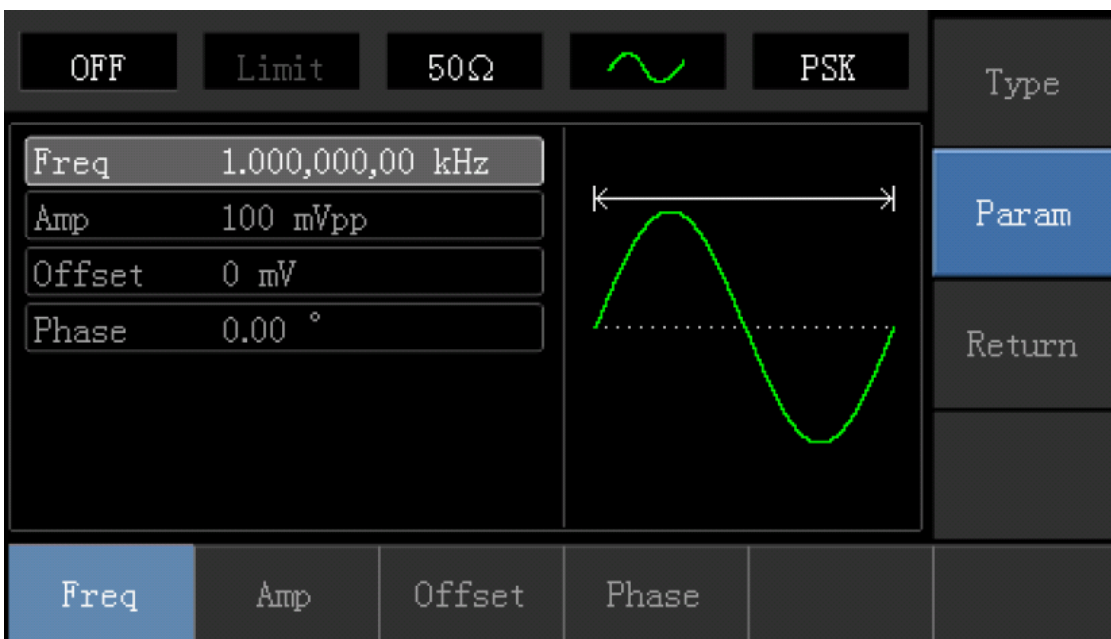 OFF Limit 50Ω PSK
Type
Freq 1.000,000,00 kHz
Amp 100 mVpp
Param
Offset 0 mV
Phase 0.00 °
Return
Freq Amp Offset Phase